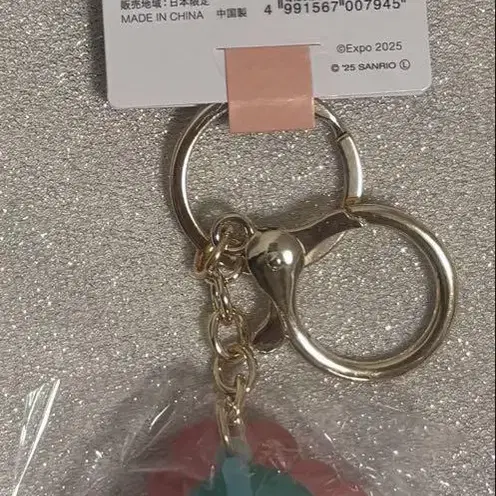 販売地域:日本限定
MADE IN CHINA 中国製
4 991567 007945
©Expo 2025
© '25 SANRIO Ⓛ